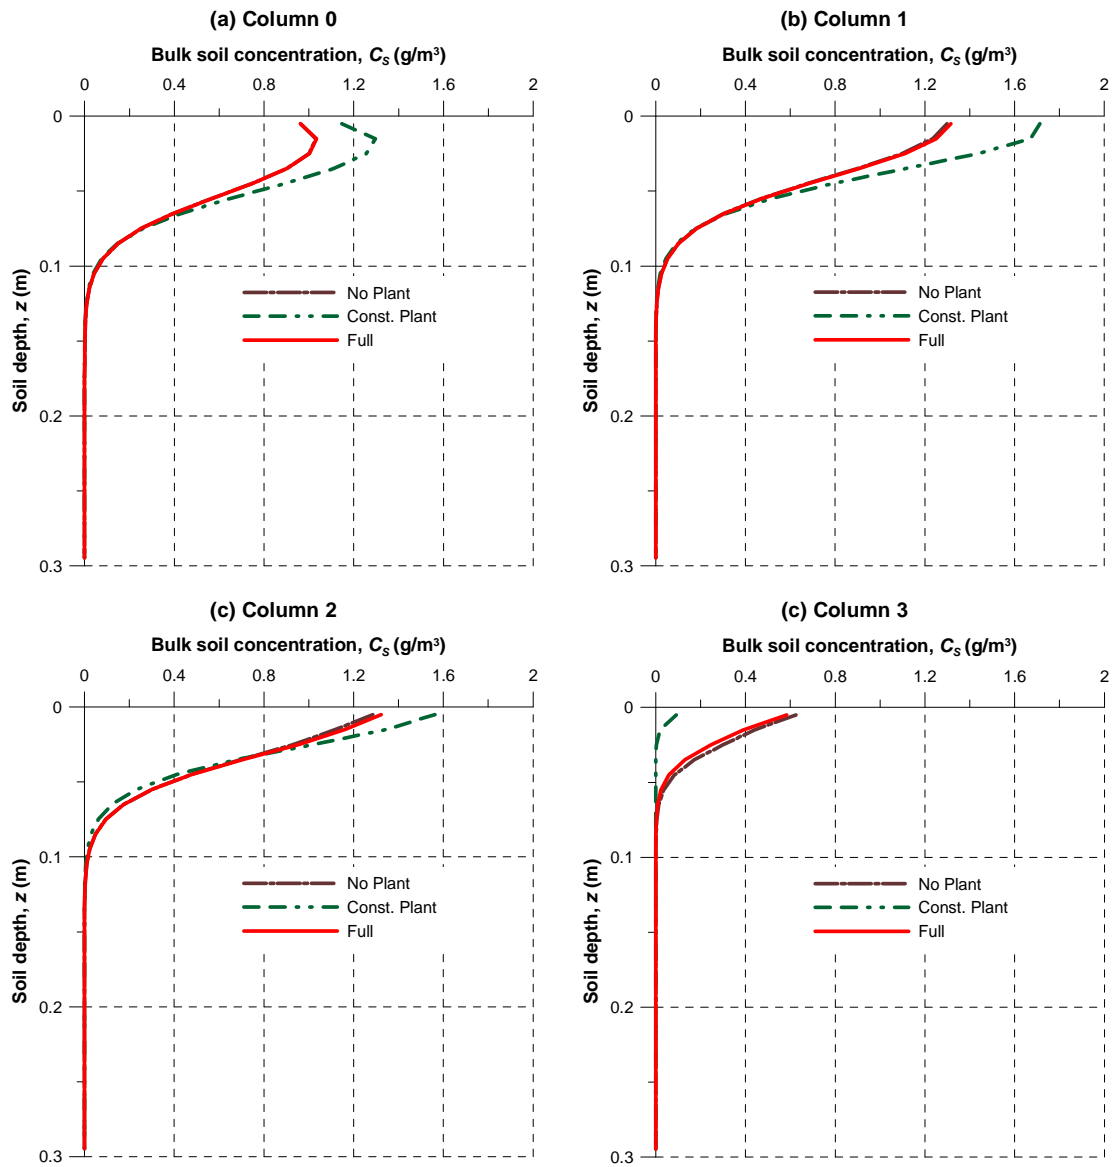 (a) Column 0
Bulk soil concentration, Cs (g/m³)
0 0.4 0.8 1.2 1.6 2
0
0.1
0.2
0.3
Soil depth, z (m)
No Plant
Const. Plant
Full
(b) Column 1
Bulk soil concentration, Cs (g/m³)
0 0.4 0.8 1.2 1.6 2
0
0.1
0.2
0.3
Soil depth, z (m)
No Plant
Const. Plant
Full
(c) Column 2
Bulk soil concentration, Cs (g/m³)
0 0.4 0.8 1.2 1.6 2
0
0.1
0.2
0.3
Soil depth, z (m)
No Plant
Const. Plant
Full
(c) Column 3
Bulk soil concentration, Cs (g/m³)
0 0.4 0.8 1.2 1.6 2
0
0.1
0.2
0.3
Soil depth, z (m)
No Plant
Const. Plant
Full